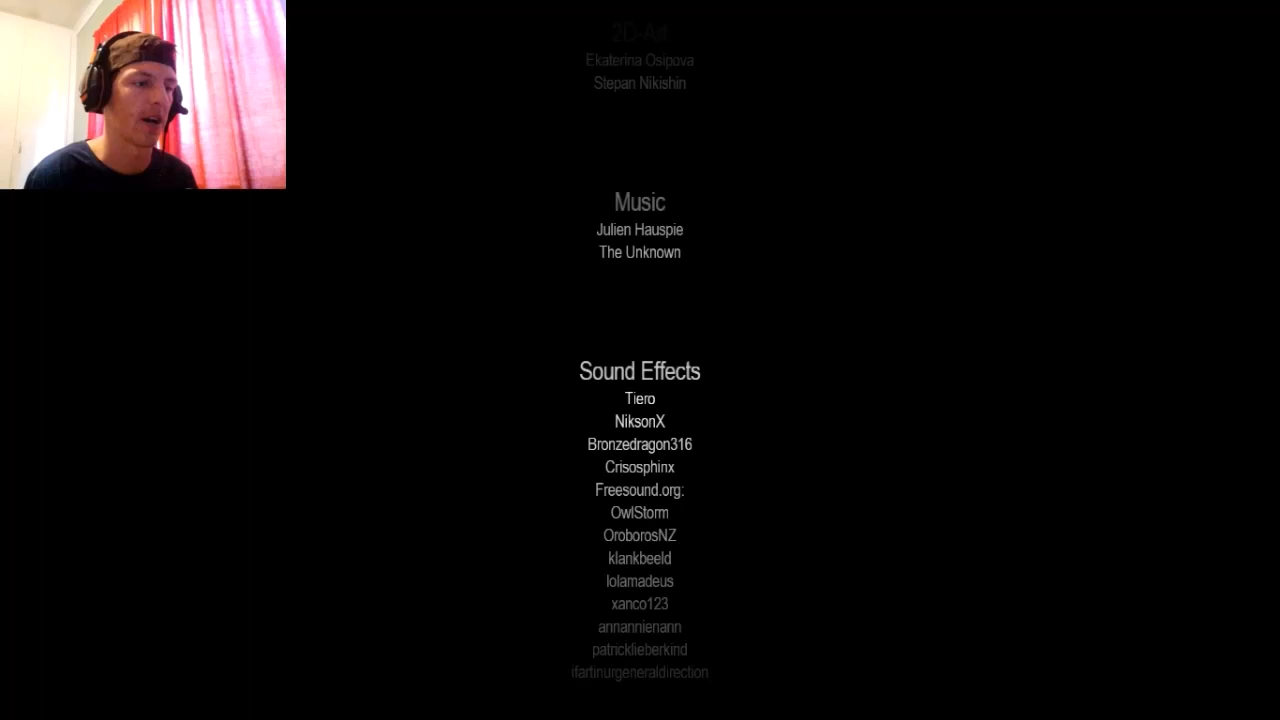 2D-Art
Ekaterina Osipova
Stepan Nikishin
Music
Julien Hauspie
The Unknown
Sound Effects
Tiero
NiksonX
Bronzedragon316
Crisosphinx
Freesound.org:
OwlStorm
OroborosNZ
klankbeeld
lolamadeus
xanco123
annannienann
patricklieberkind
ifartinurgeneraldirection